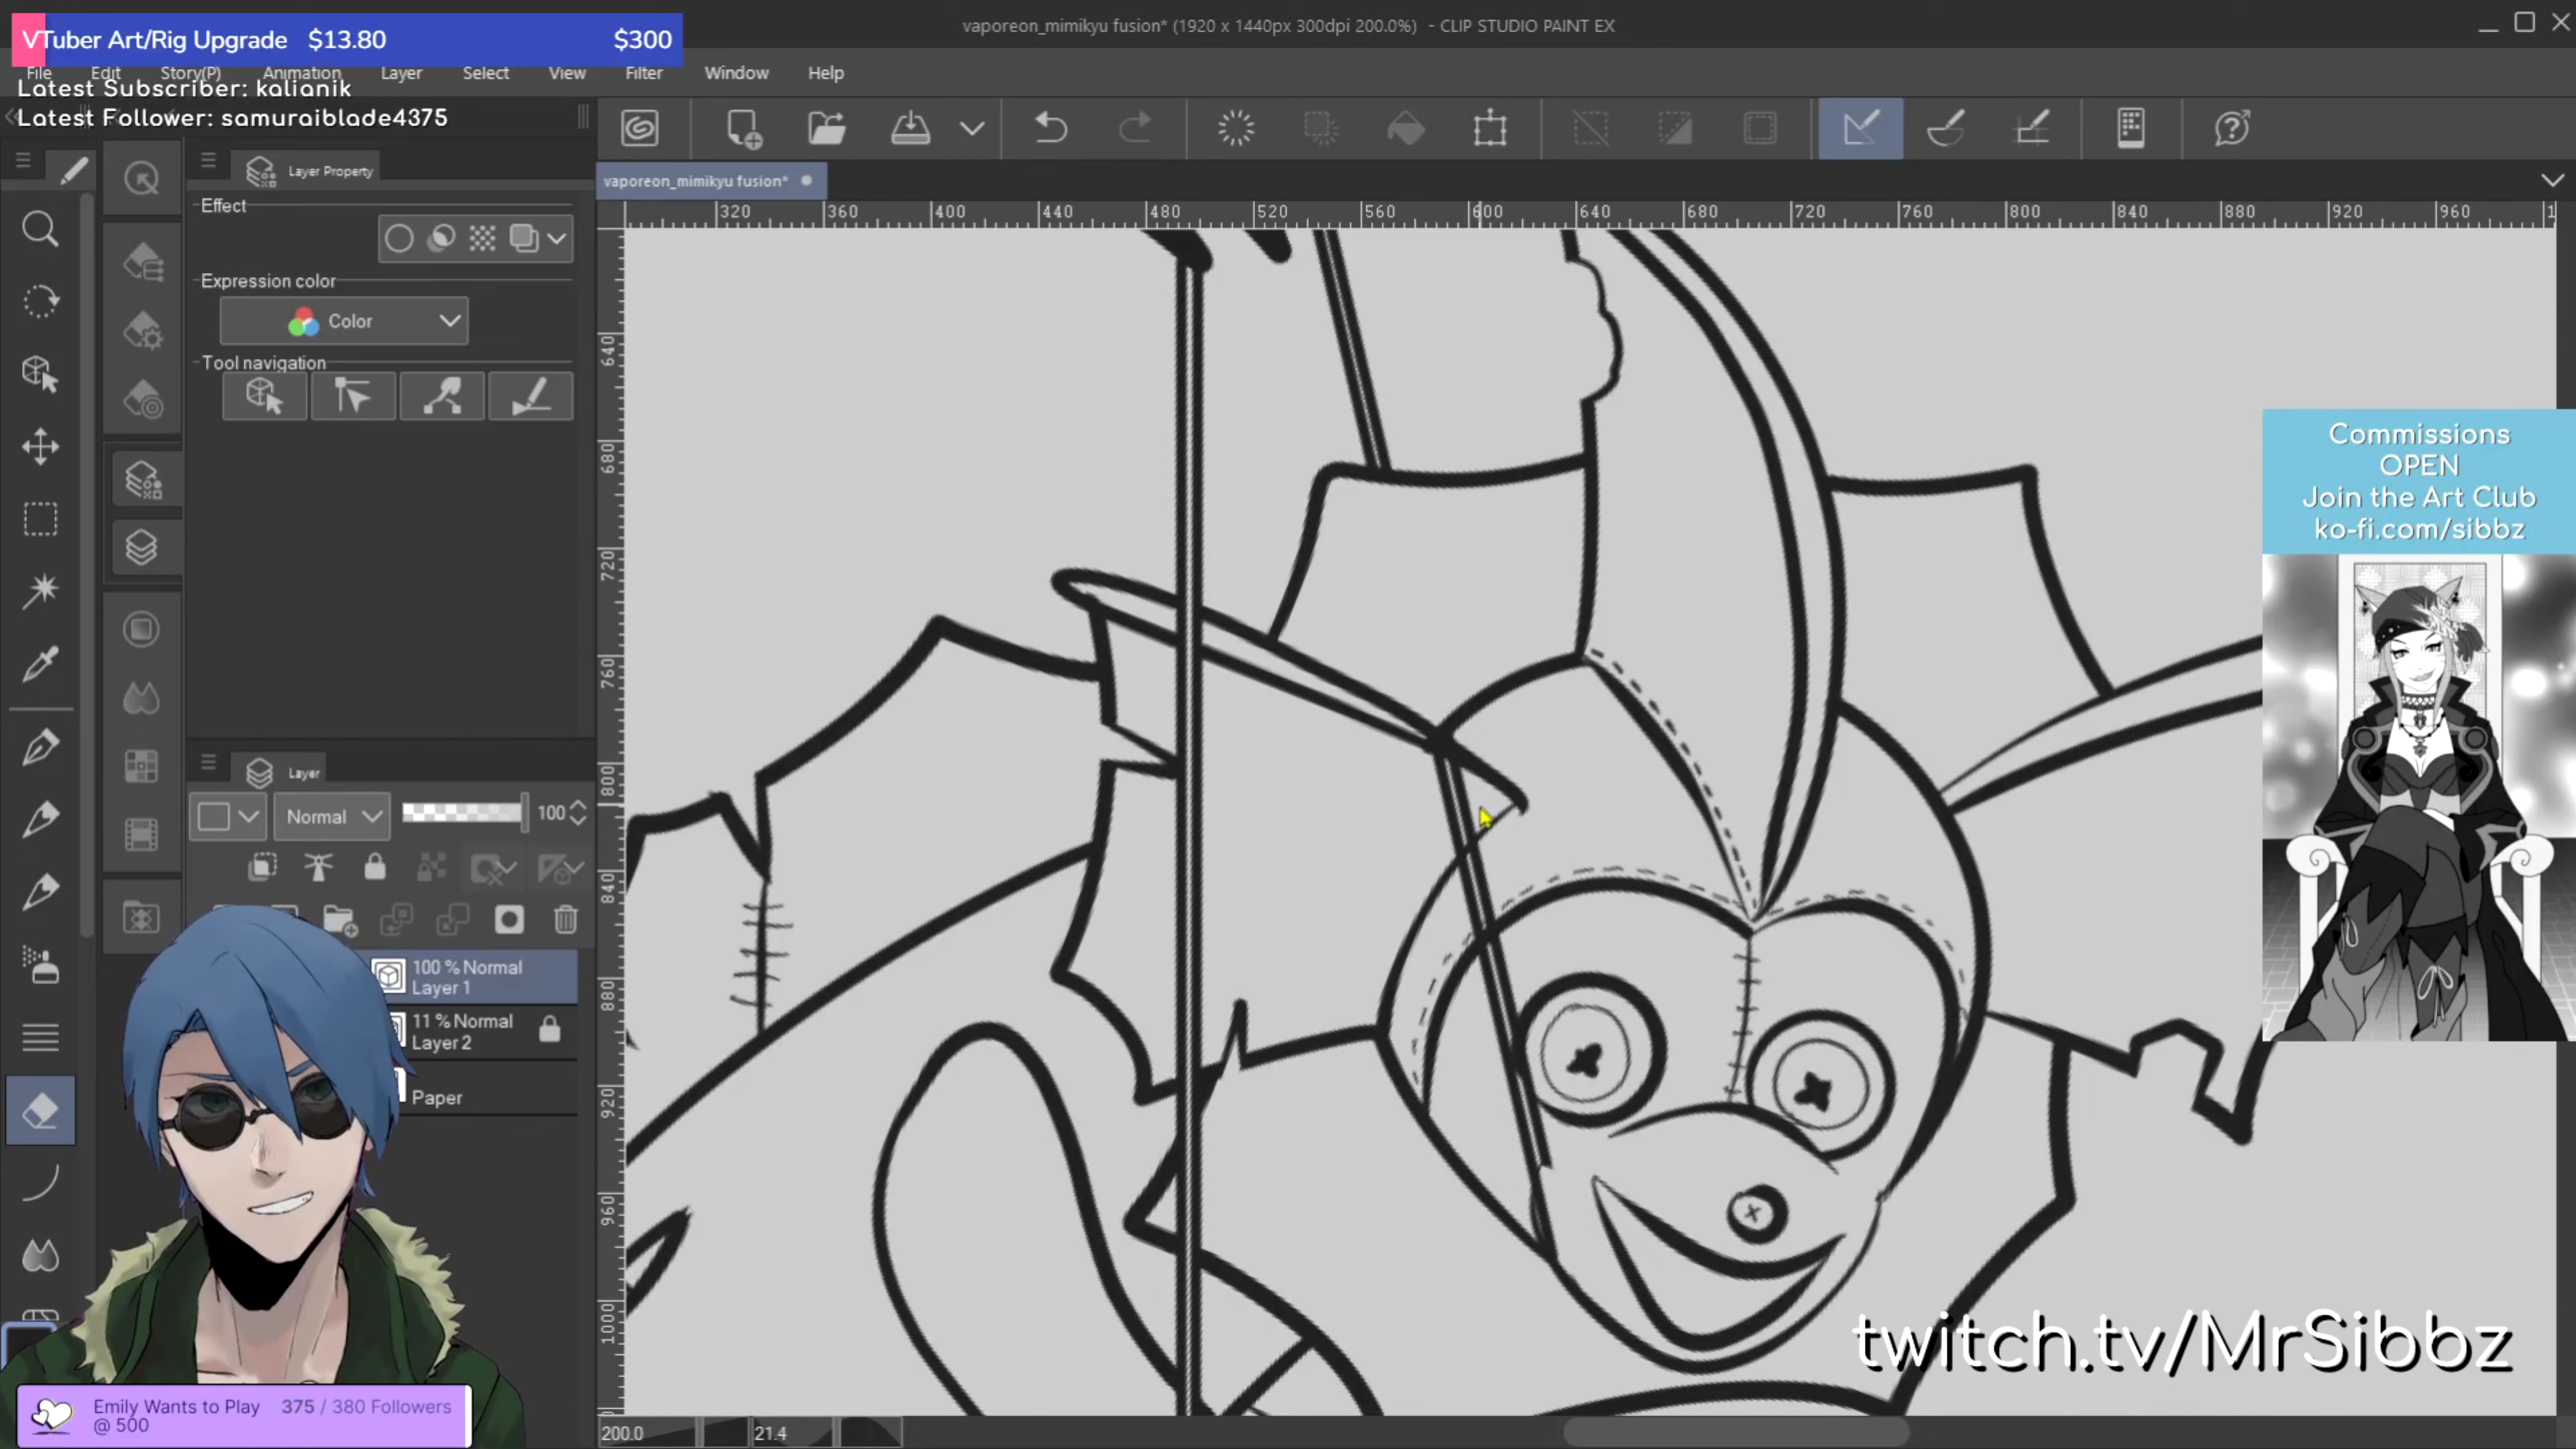 vaporeon_mimikyu fusion* (1920 x 1440px 300dpi 200.0%) - CLIP STUDIO PAINT EX
VTuber Art/Rig Upgrade $13.80 $300
File Edit Story(P) Animation Layer Select View Filter Window Help
Latest Subscriber: kalianik
Latest Follower: samuraiblade4375
Layer Property
vaporeon_mimikyu fusion*
Effect
320 360 400 440 480 520 560 600 640 680 720 760 800 840 880 920 960
Expression color
Color
Tool navigation
640
680
720
760
800
840
880
920
960
1000
Commissions
OPEN
Join the Art Club
ko-fi.com/sibbz
Layer
Normal 100
100 % Normal
Layer 1
11 % Normal
Layer 2
Paper
twitch.tv/MrSibbz
Emily Wants to Play 375 / 380 Followers
@ 500
200.0 21.4